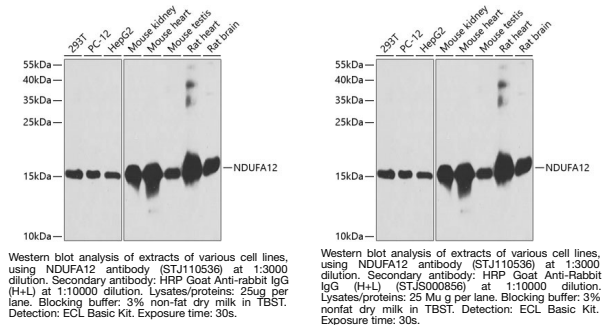 293T
PC-12
HepG2
Mouse kidney
Mouse heart
Mouse testis
Rat heart
Rat brain
55kDa
40kDa
35kDa
25kDa
15kDa
10kDa
NDUFA12
Western blot analysis of extracts of various cell lines,
using NDUFA12 antibody (STJ110536) at 1:3000
dilution. Secondary antibody: HRP Goat Anti-rabbit IgG
(H+L) at 1:10000 dilution. Lysates/proteins: 25ug per
lane. Blocking buffer: 3% non-fat dry milk in TBST.
Detection: ECL Basic Kit. Exposure time: 30s.
293T
PC-12
HepG2
Mouse kidney
Mouse heart
Mouse testis
Rat heart
Rat brain
55kDa
40kDa
35kDa
25kDa
15kDa
10kDa
NDUFA12
Western blot analysis of extracts of various cell lines,
using NDUFA12 antibody (STJ110536) at 1:3000
dilution. Secondary antibody: HRP Goat Anti-Rabbit
IgG (H+L) (STJS000856) at 1:10000 dilution.
Lysates/proteins: 25 Mu g per lane. Blocking buffer: 3%
nonfat dry milk in TBST. Detection: ECL Basic Kit.
Exposure time: 30s.